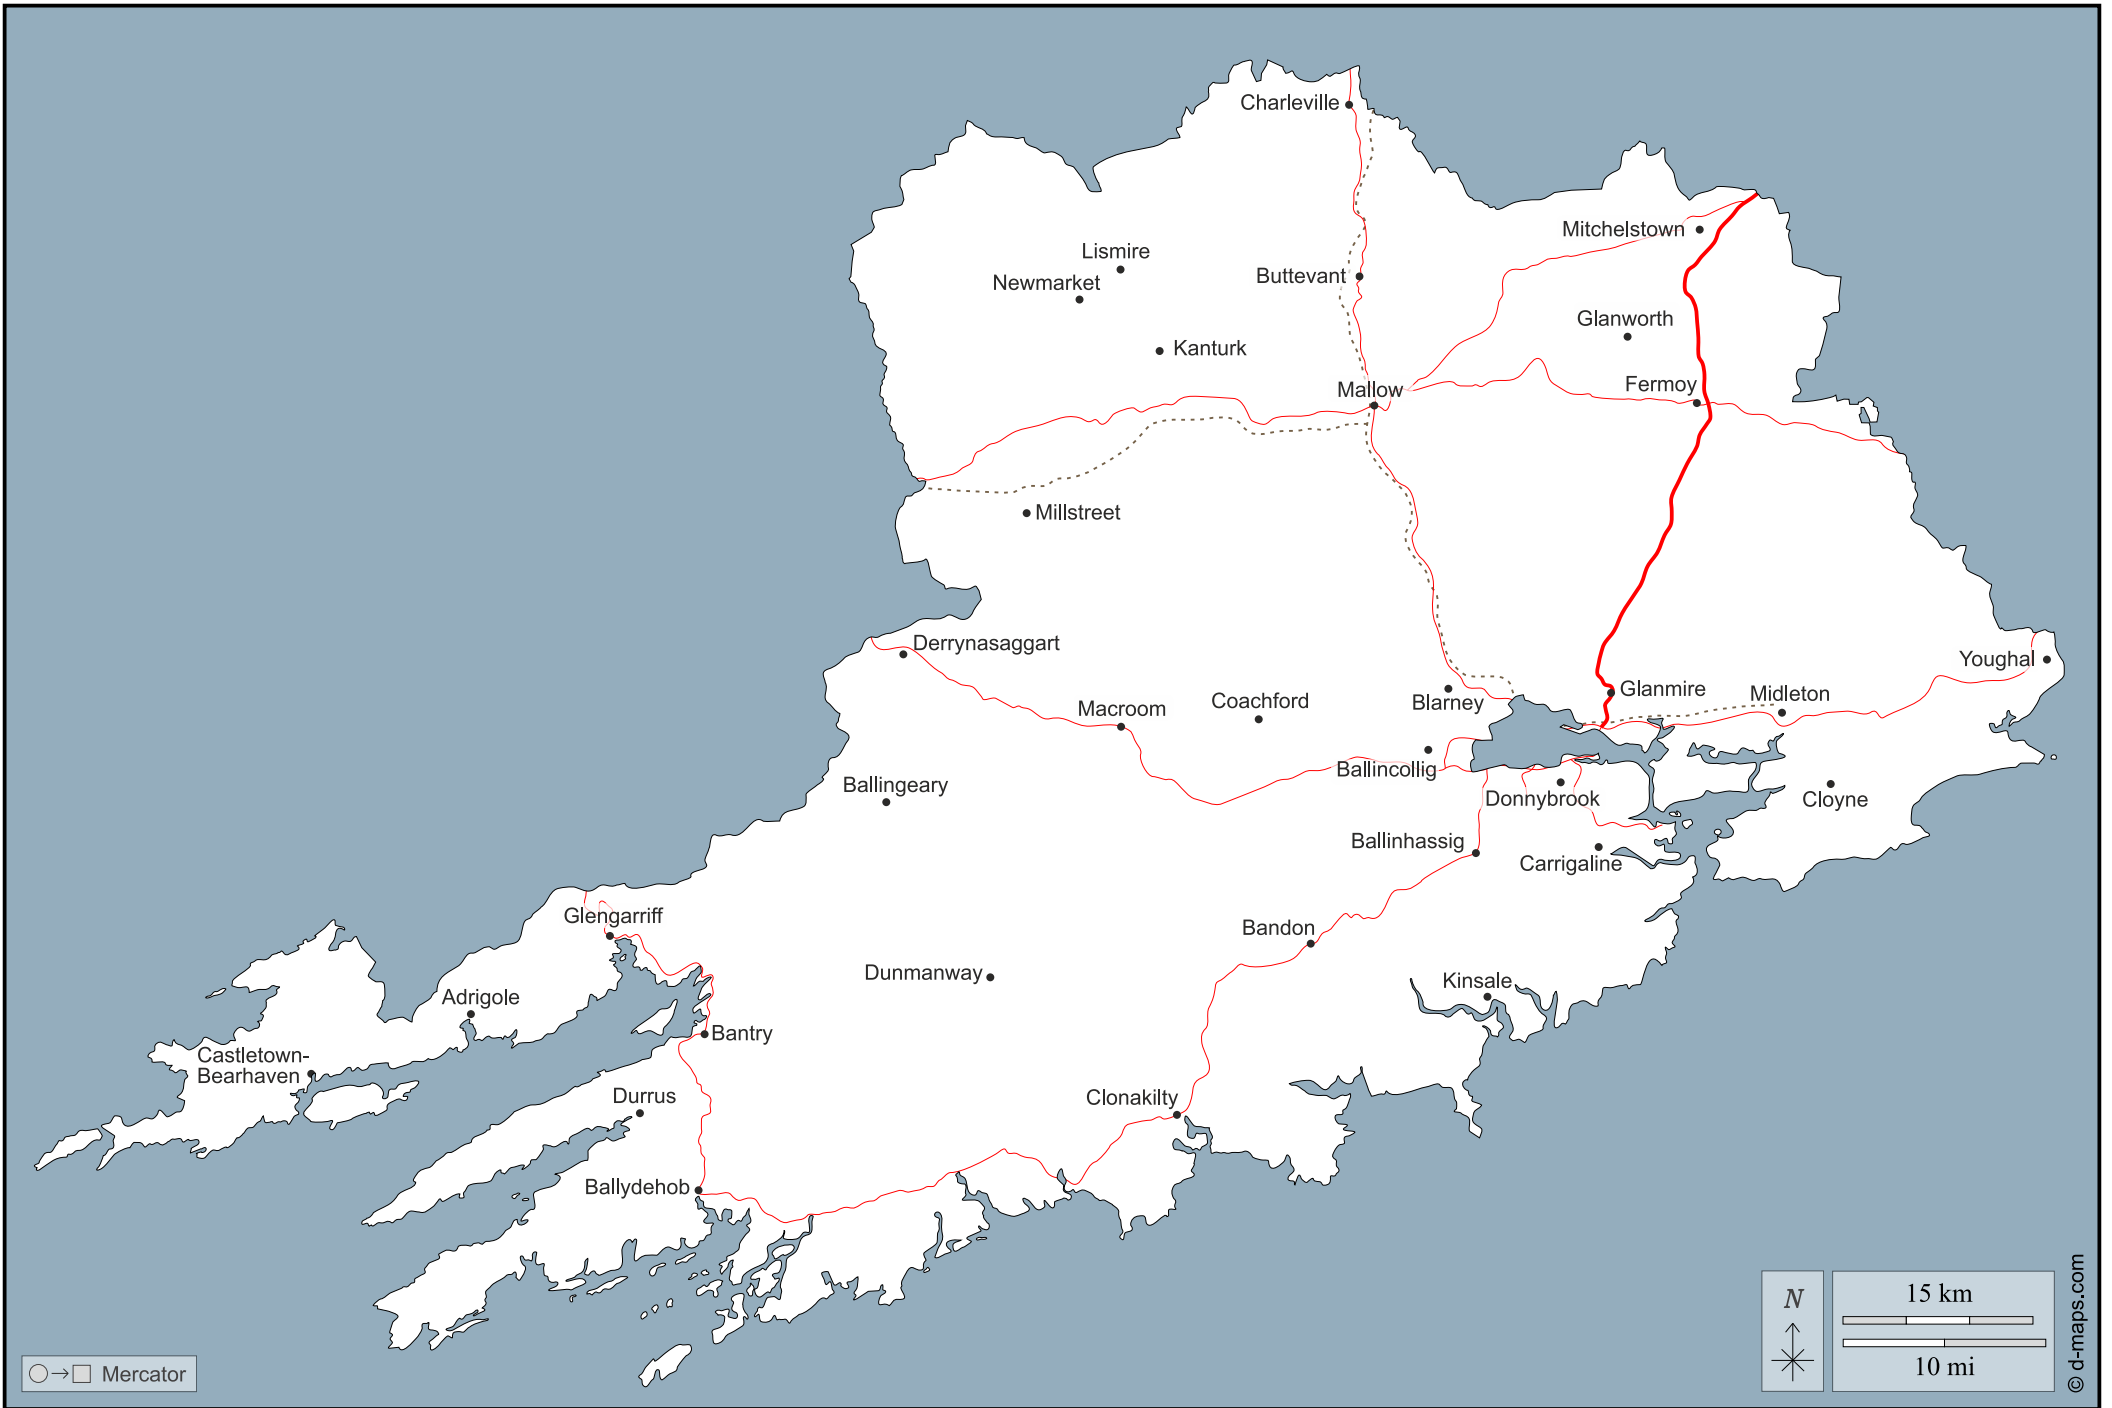 Charleville
Mitchelstown
Lismire
Newmarket
Buttevant
Glanworth
Kanturk
Mallow
Fermoy
Millstreet
Derrynasaggart
Youghal
Glanmire
Midleton
Macroom
Coachford
Blarney
Ballincollig
Ballingeary
Donnybrook
Cloyne
Ballinhassig
Carrigaline
Glengarriff
Bandon
Dunmanway
Kinsale
Adrigole
Bantry
Castletown-
Bearhaven
Durrus
Clonakilty
Ballydehob
N
15 km
10 mi
© d-maps.com
Mercator